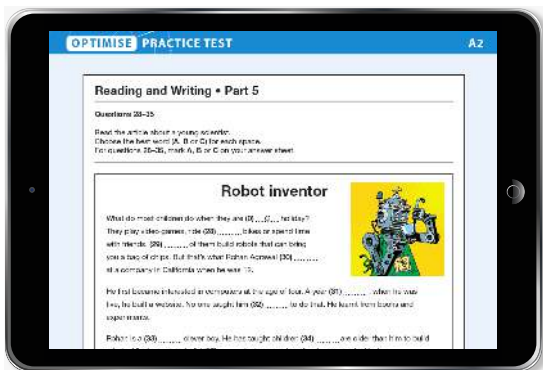 OPTIMISE PRACTICE TEST A2
Reading and Writing • Part 5
Questions 28–35
Read the article about a young scientist.
Choose the best word (A, B or C) for each space.
For questions 28–35, mark A, B or C on your answer sheet
Robot inventor
What do most children do when they are (0) ....C.... holiday?
They play video games, ride (28) ......... bikes or spend time
with friends. (29) ......... of them build robots that can bring
you a bag of chips. But that's what Rohan Agrawal (30) .........
at a company in California when he was 12.
He first became interested in computers at the age of four. A year (31) ........., when he was
five, he built a website. No one taught him (32) ......... to do that. He learnt from books and
experiments.
Rohan is a (33) ......... clever boy. He has taught children (34) ......... are older than him to build